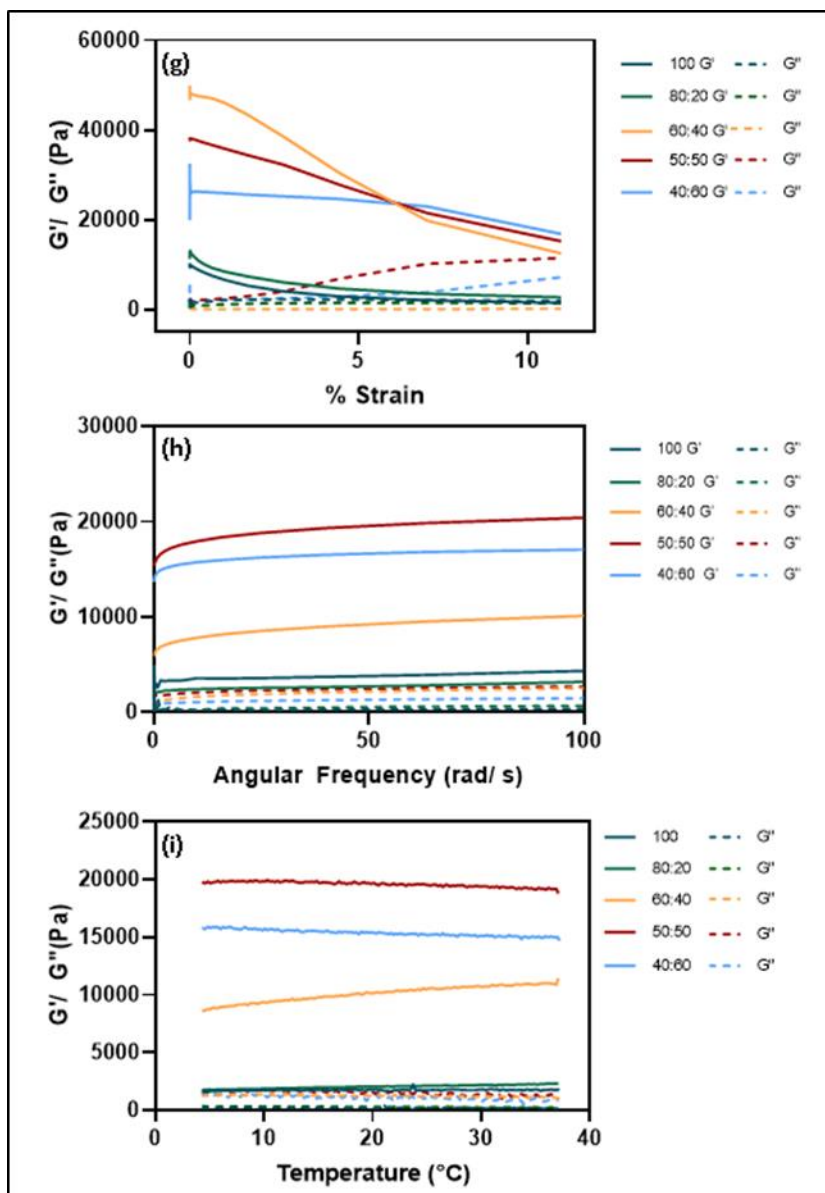 (g)
60000
40000
20000
0
G'/ G'' (Pa)
0 5 10
% Strain
100 G' G''
80:20 G' G''
60:40 G' G''
50:50 G' G''
40:60 G' G''
(h)
30000
20000
10000
0
G'/ G''(Pa)
0 50 100
Angular Frequency (rad/ s)
100 G' G''
80:20 G' G''
60:40 G' G''
50:50 G' G''
40:60 G' G''
(i)
25000
20000
15000
10000
5000
0
G'/ G''(Pa)
0 10 20 30 40
Temperature (°C)
100 G''
80:20 G''
60:40 G''
50:50 G''
40:60 G''